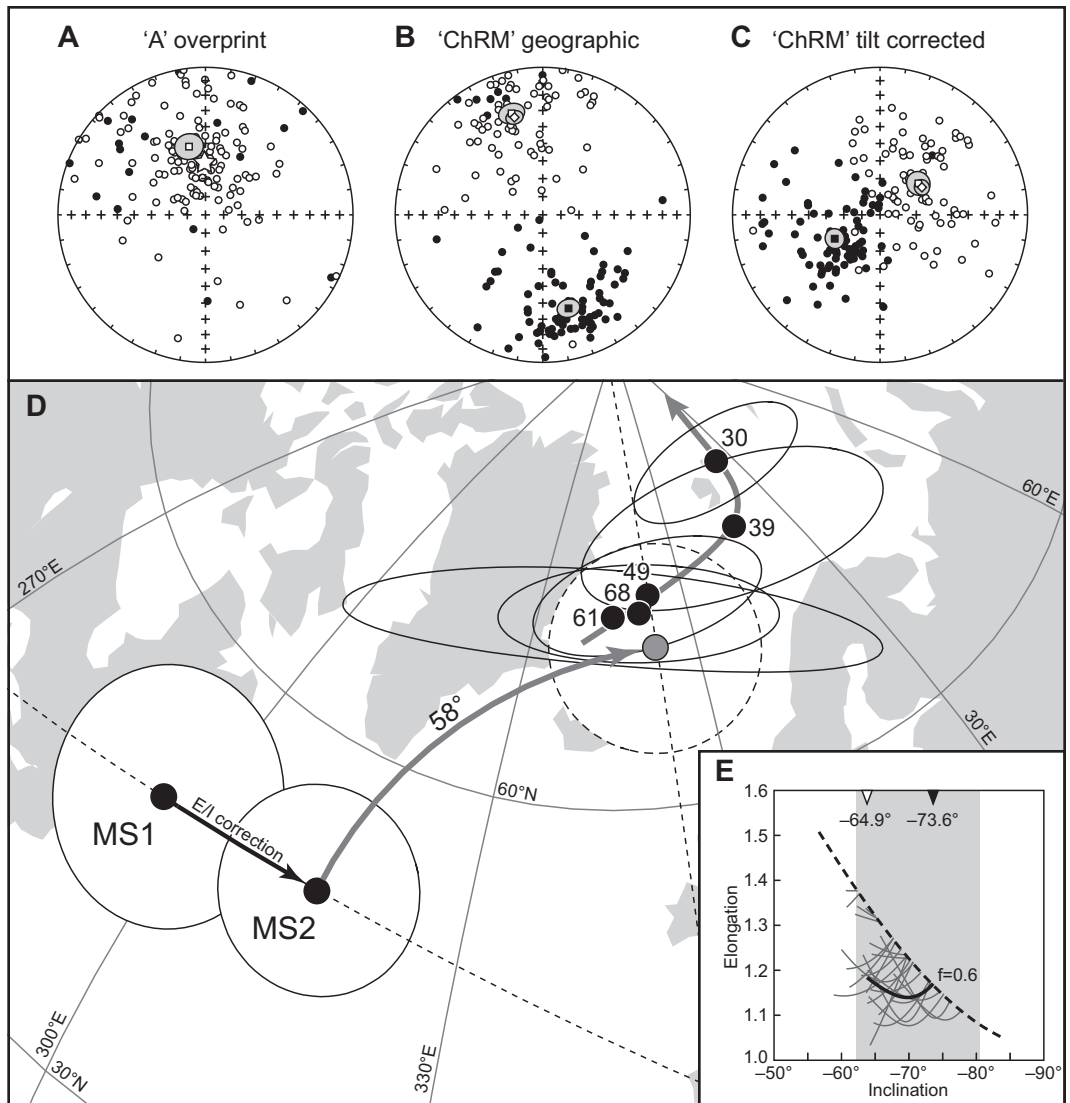 A 'A' overprint
B 'ChRM' geographic
C 'ChRM' tilt corrected
D
30
39
49
68
61
58°
270°E
60°E
30°E
60°N
MS1
E/I correction
MS2
300°E
30°N
330°E
E
1.6
1.5
1.4
1.3
1.2
1.1
1.0
Elongation
–64.9° –73.6°
f=0.6
–50° –60° –70° –80° –90°
Inclination